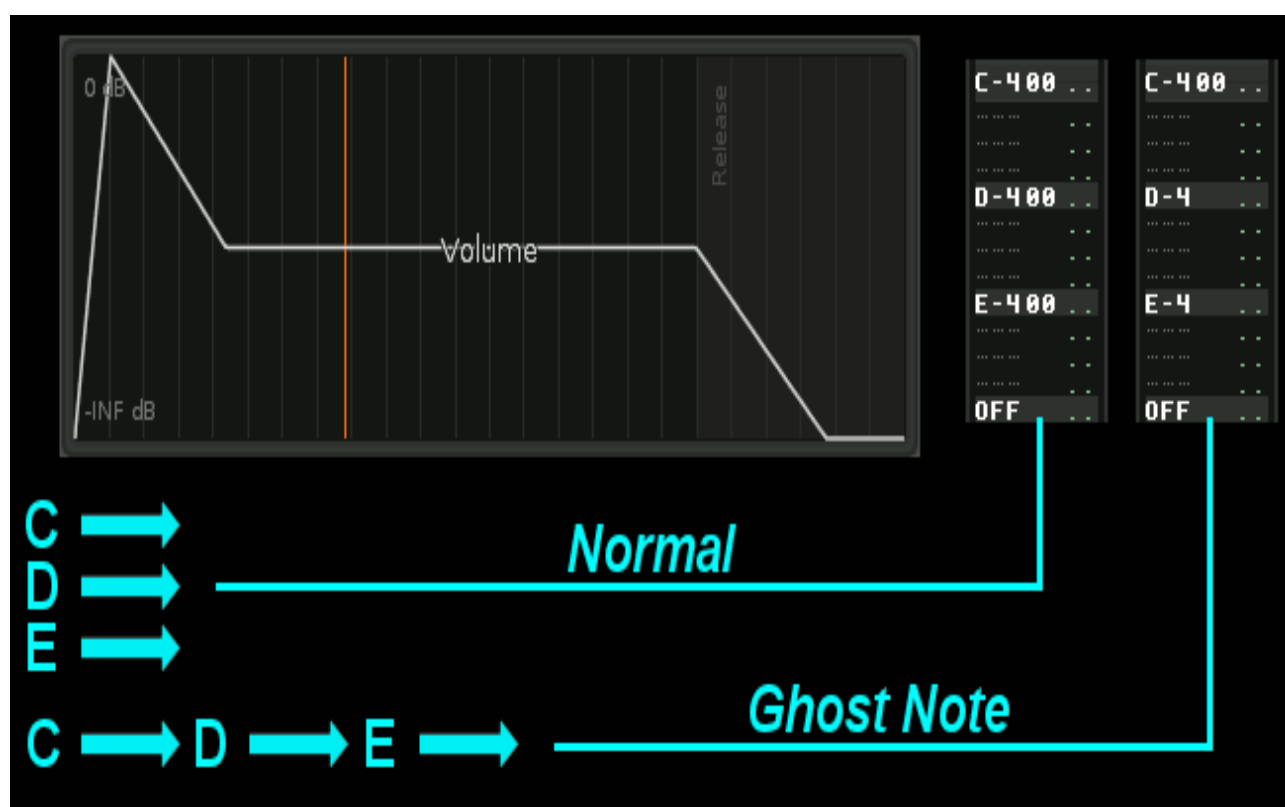 0 dB
Release
Volume
-INF dB
C-400 ..
... ... ... ..
... ... ... ..
... ... ... ..
D-400 ..
... ... ... ..
... ... ... ..
... ... ... ..
E-400 ..
... ... ... ..
... ... ... ..
... ... ... ..
OFF ..
C-400 ..
... ... ... ..
... ... ... ..
... ... ... ..
D-4 ..
... ... ... ..
... ... ... ..
... ... ... ..
E-4 ..
... ... ... ..
... ... ... ..
... ... ... ..
OFF ..
C
D
E
Normal
C D E
Ghost Note